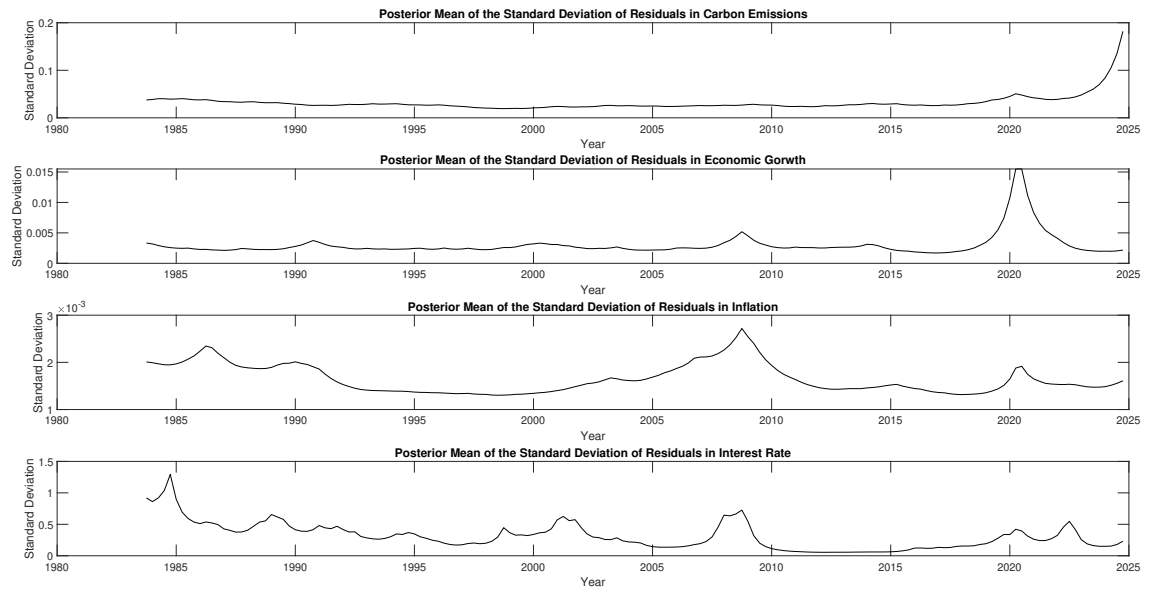 Posterior Mean of the Standard Deviation of Residuals in Carbon Emissions
Standard Deviation
0.2
0.1
0
1980 1985 1990 1995 2000 2005 2010 2015 2020 2025
Year
Posterior Mean of the Standard Deviation of Residuals in Economic Gorwth
Standard Deviation
0.015
0.01
0.005
0
1980 1985 1990 1995 2000 2005 2010 2015 2020 2025
Year
Posterior Mean of the Standard Deviation of Residuals in Inflation
×10⁻³
Standard Deviation
3
2
1
1980 1985 1990 1995 2000 2005 2010 2015 2020 2025
Year
Posterior Mean of the Standard Deviation of Residuals in Interest Rate
Standard Deviation
1.5
1
0.5
0
1980 1985 1990 1995 2000 2005 2010 2015 2020 2025
Year